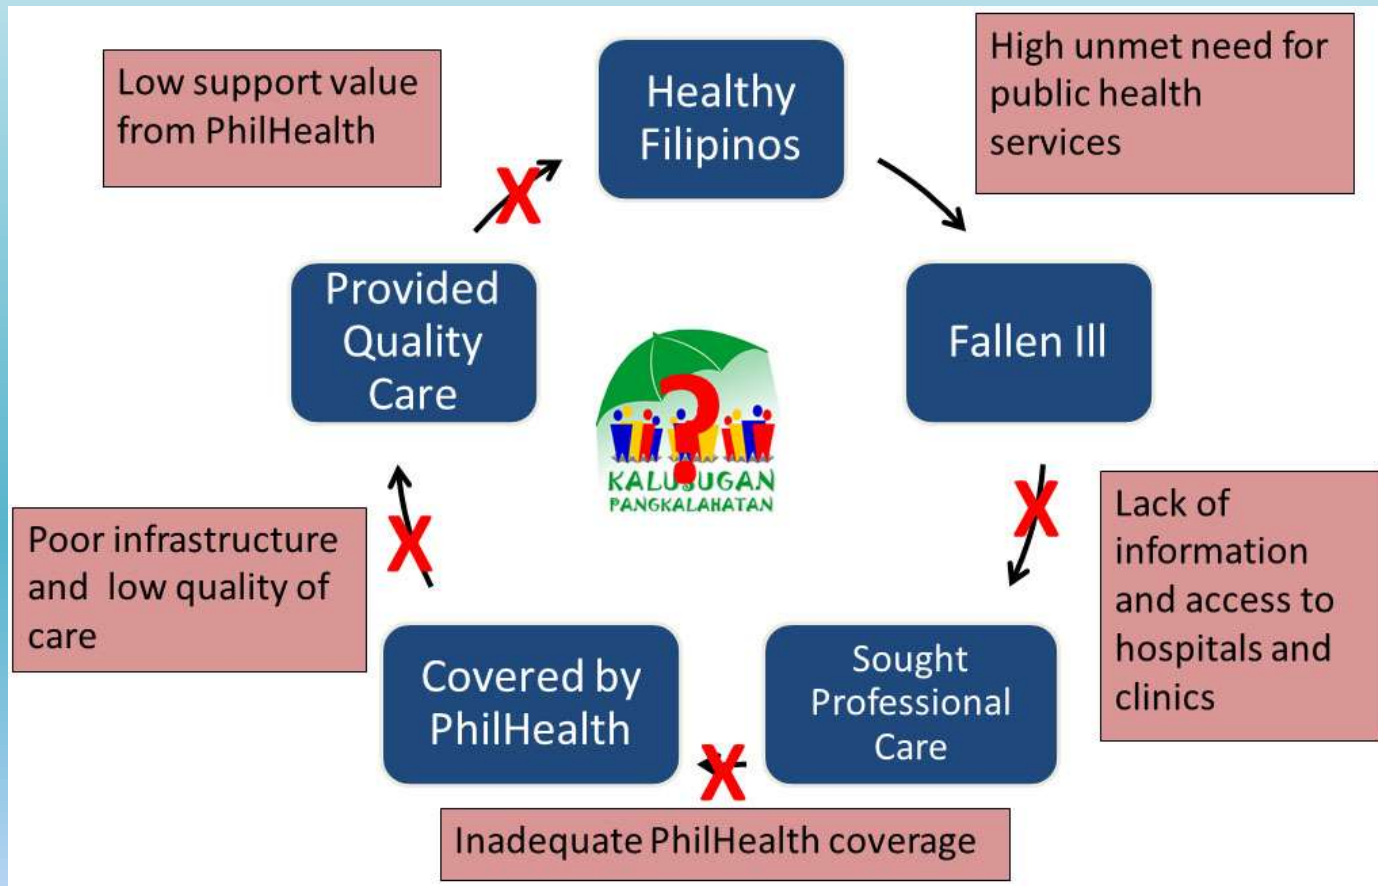 Low support value
from PhilHealth
Healthy
Filipinos
High unmet need for
public health
services
X
Provided
Quality
Care
Fallen Ill
?
KALUSUGAN
PANGKALAHATAN
X
Lack of
information
and access to
hospitals and
clinics
X
Poor infrastructure
and low quality of
care
Covered by
PhilHealth
Sought
Professional
Care
X
Inadequate PhilHealth coverage